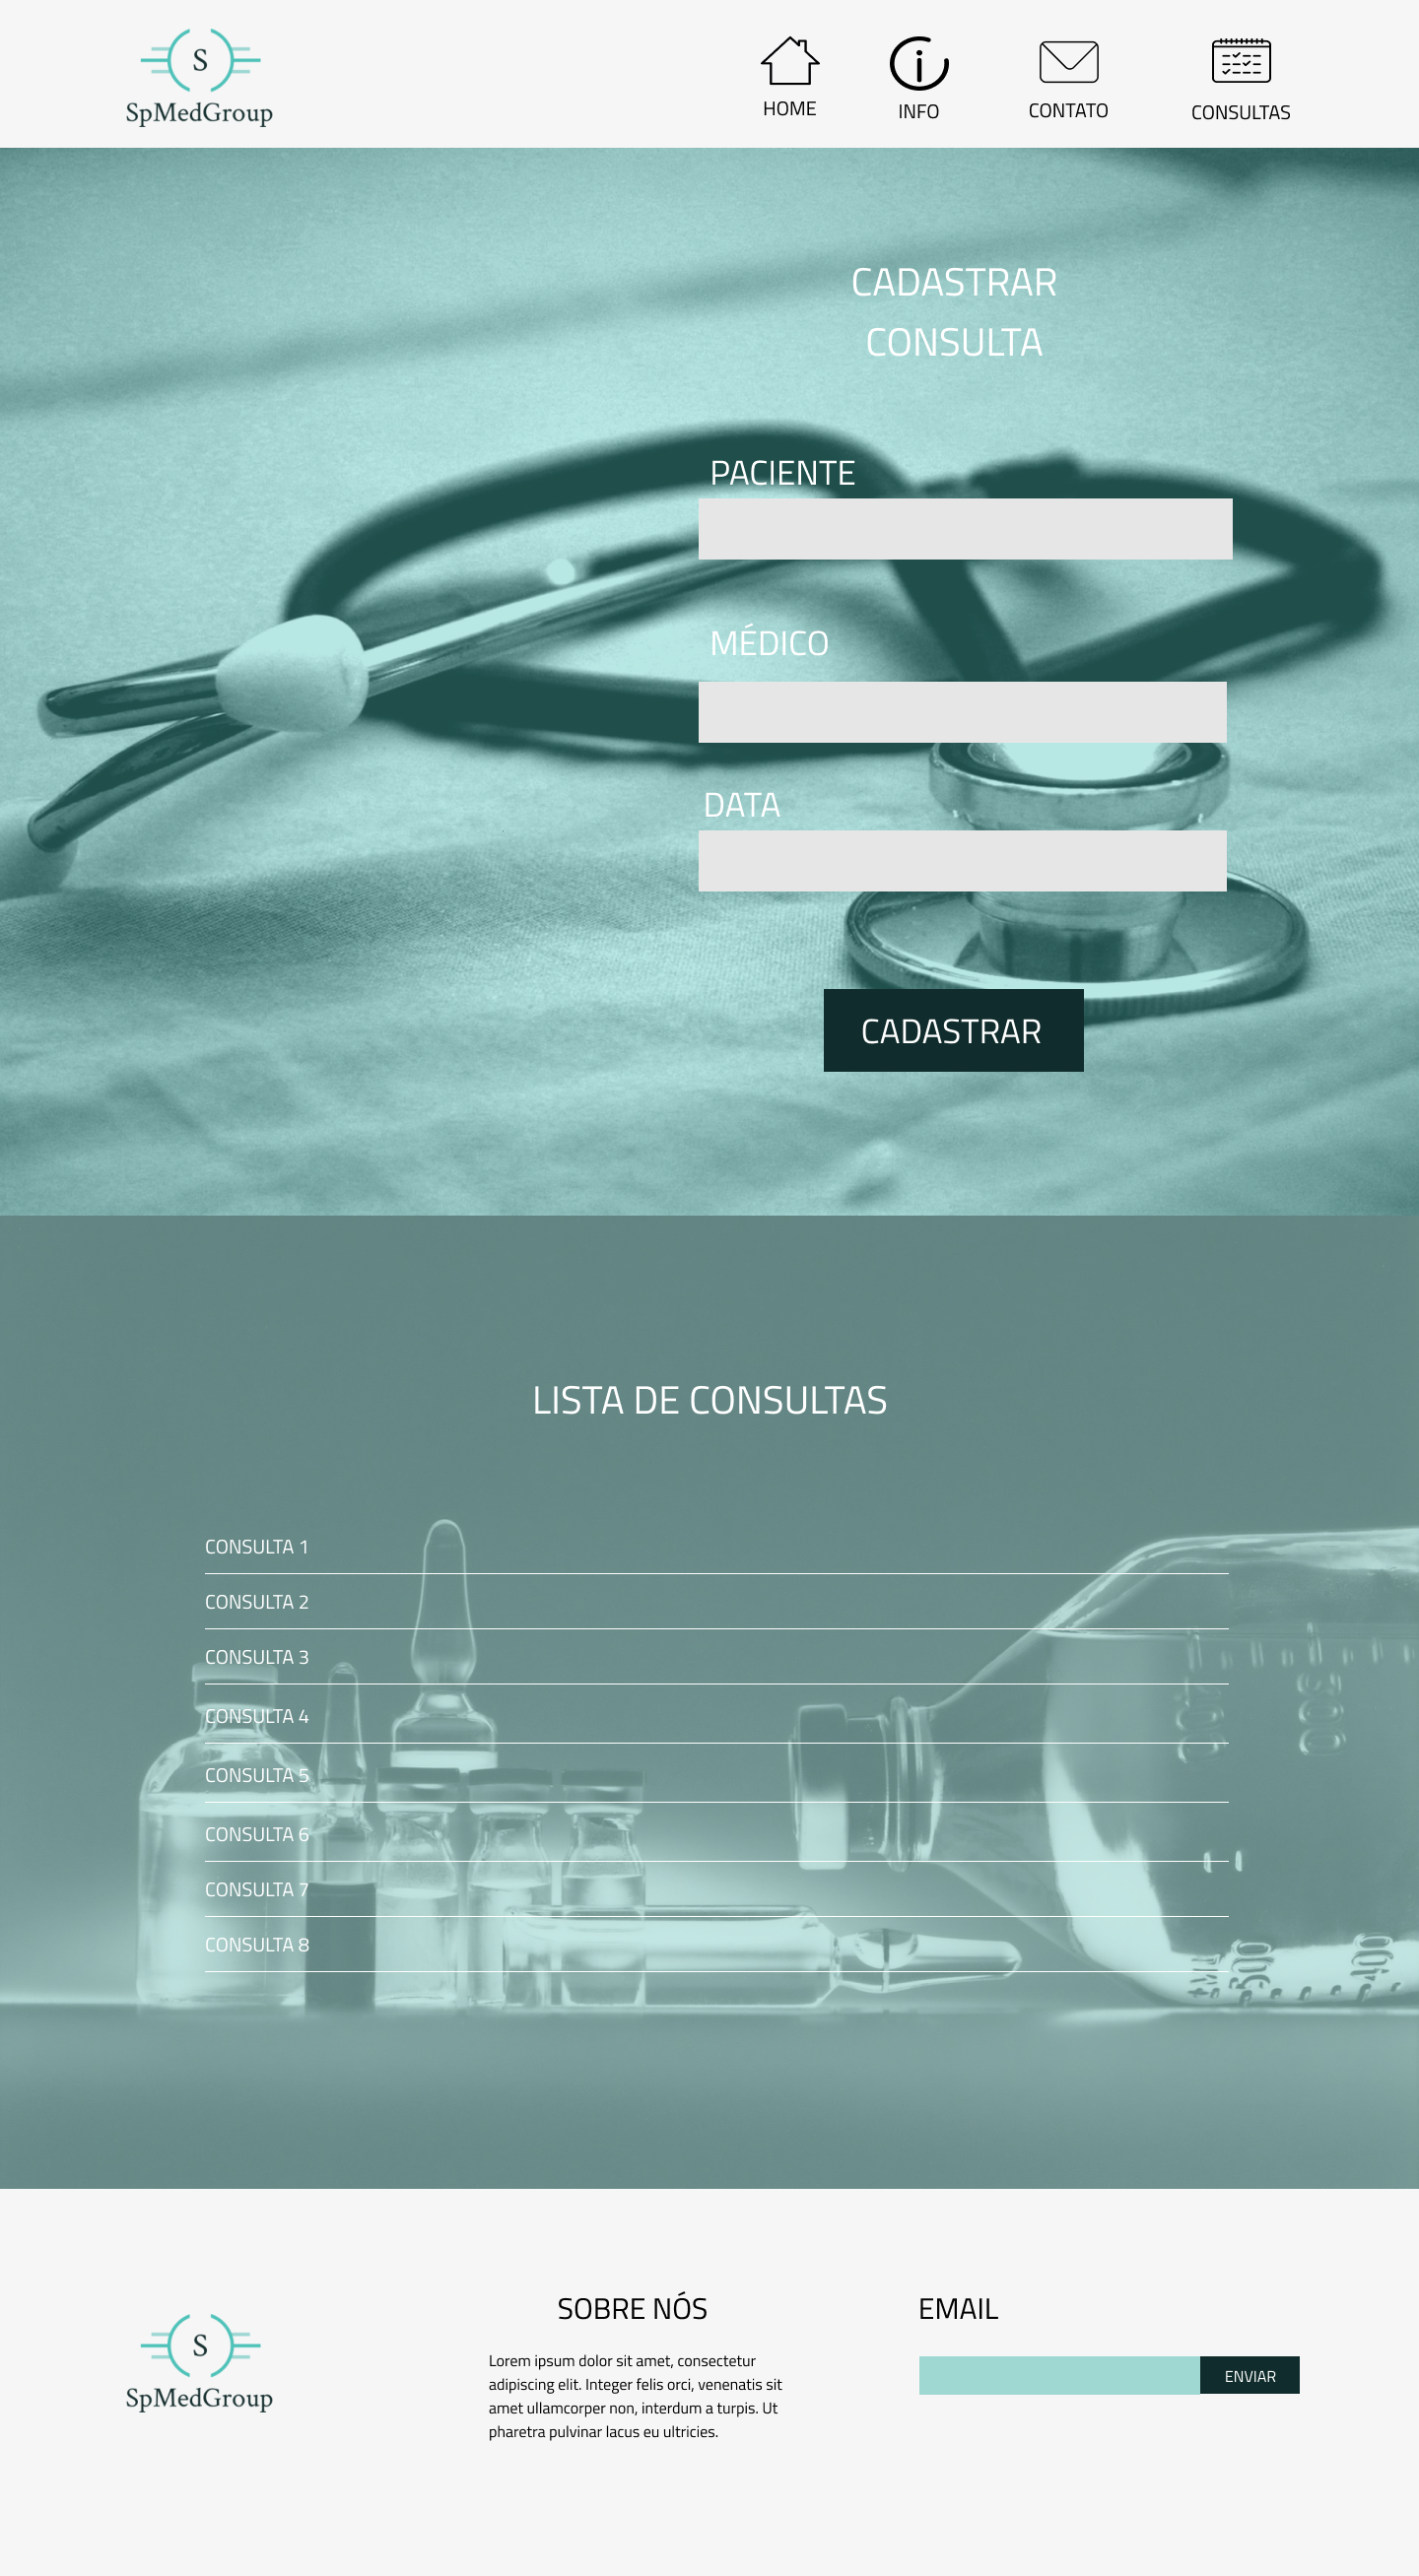 S
SpMedGroup
HOME
INFO
CONTATO
CONSULTAS
CADASTRAR
CONSULTA
PACIENTE
MÉDICO
DATA
CADASTRAR
LISTA DE CONSULTAS
CONSULTA 1
CONSULTA 2
CONSULTA 3
CONSULTA 4
CONSULTA 5
CONSULTA 6
CONSULTA 7
CONSULTA 8
S
SpMedGroup
SOBRE NÓS
Lorem ipsum dolor sit amet, consectetur
adipiscing elit. Integer felis orci, venenatis sit
amet ullamcorper non, interdum a turpis. Ut
pharetra pulvinar lacus eu ultricies.
EMAIL
ENVIAR